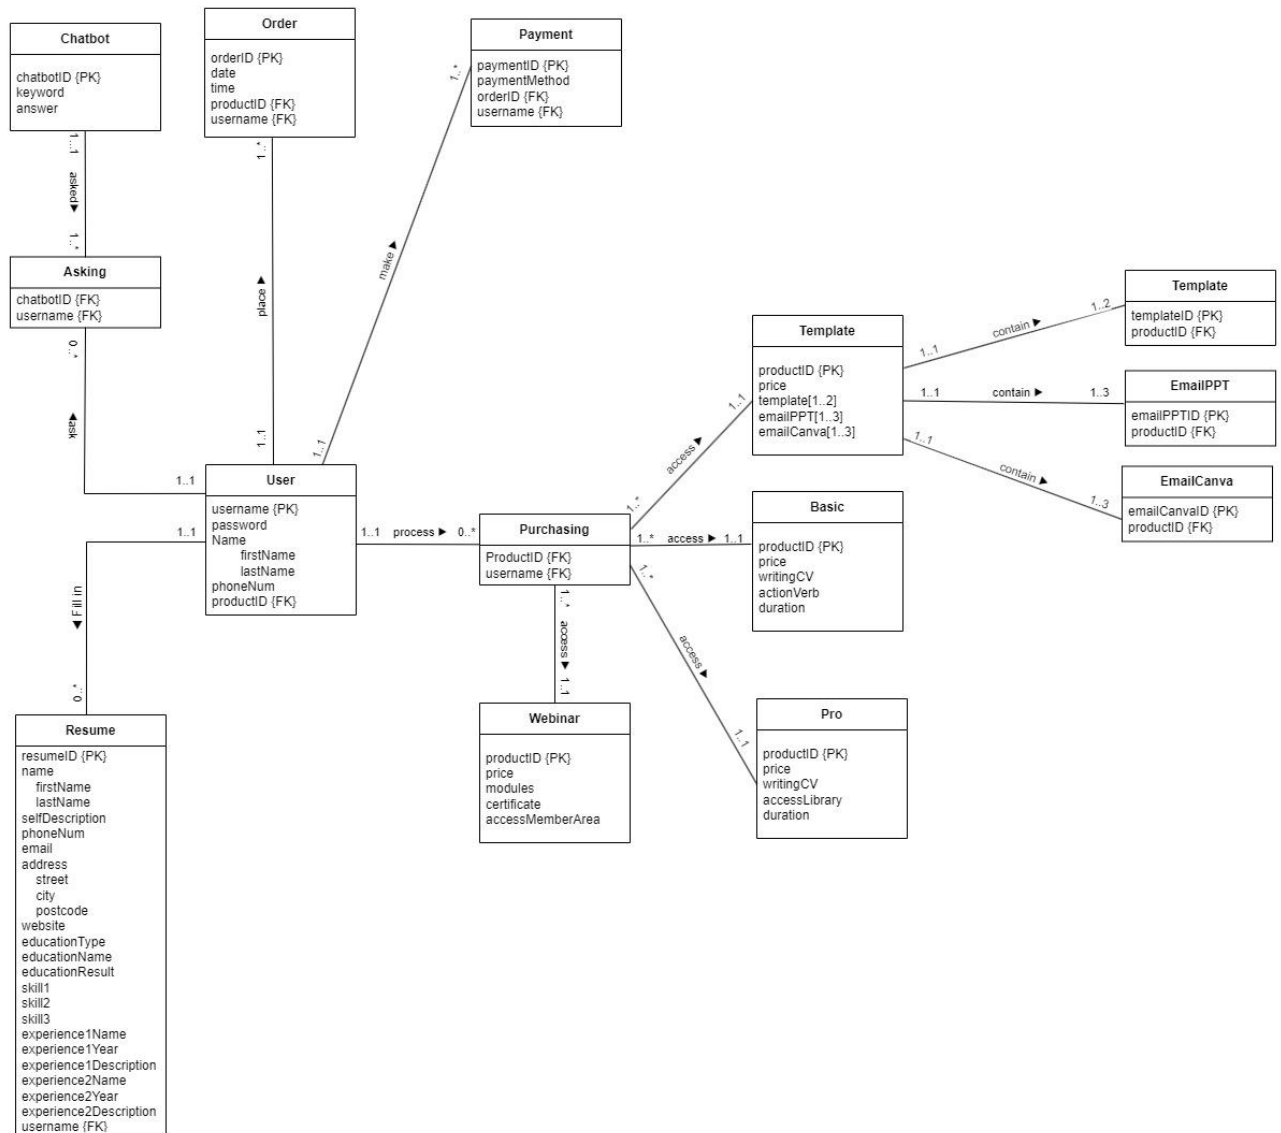 Chatbot
chatbotID {PK}
keyword
answer
Order
orderID {PK}
date
time
productID {FK}
username {FK}
Payment
paymentID {PK}
paymentMethod
orderID {FK}
username {FK}
1..1
asked ►
1..*
1..*
place ►
1..1
1..*
make ►
1..1
Asking
chatbotID {FK}
username {FK}
0..*
◄ask
1..1
User
username {PK}
password
Name
firstName
lastName
phoneNum
productID {FK}
1..1
◄ Fill in
0..*
1..1 process ► 0..*
Purchasing
ProductID {FK}
username {FK}
1..*
access ►
1..1
1..* access ► 1..1
1..*
access ►
1..1
1..*
access ►
1..1
Template
productID {PK}
price
template[1..2]
emailPPT[1..3]
emailCanva[1..3]
1..1 contain ► 1..2
1..1 contain ► 1..3
1..1 contain ► 1..3
Template
templateID {PK}
productID {FK}
EmailPPT
emailPPTID {PK}
productID {FK}
EmailCanva
emailCanvaID {PK}
productID {FK}
Basic
productID {PK}
price
writingCV
actionVerb
duration
Webinar
productID {PK}
price
modules
certificate
accessMemberArea
Pro
productID {PK}
price
writingCV
accessLibrary
duration
Resume
resumeID {PK}
name
firstName
lastName
selfDescription
phoneNum
email
address
street
city
postcode
website
educationType
educationName
educationResult
skill1
skill2
skill3
experience1Name
experience1Year
experience1Description
experience2Name
experience2Year
experience2Description
username {FK}